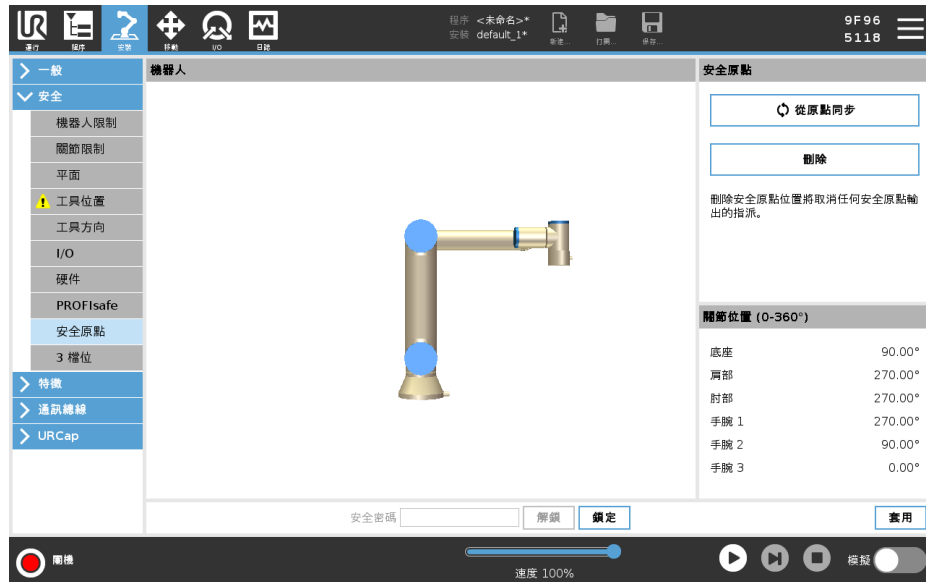 程序 <未命名>*
安裝 default_1*
新建...
打開...
保存...
9F96
5118
運行
程序
安裝
移動
I/O
日誌
一般
安全
機器人限制
關節限制
平面
工具位置
工具方向
I/O
硬件
PROFIsafe
安全原點
3 檔位
特徵
通訊總線
URCap
機器人
安全密碼
解鎖
鎖定
安全原點
從原點同步
刪除
刪除安全原點位置將取消任何安全原點輸
出的指派。
關節位置 (0-360°)
底座 90.00°
肩部 270.00°
肘部 270.00°
手腕 1 270.00°
手腕 2 90.00°
手腕 3 0.00°
套用
關機
速度 100%
模擬